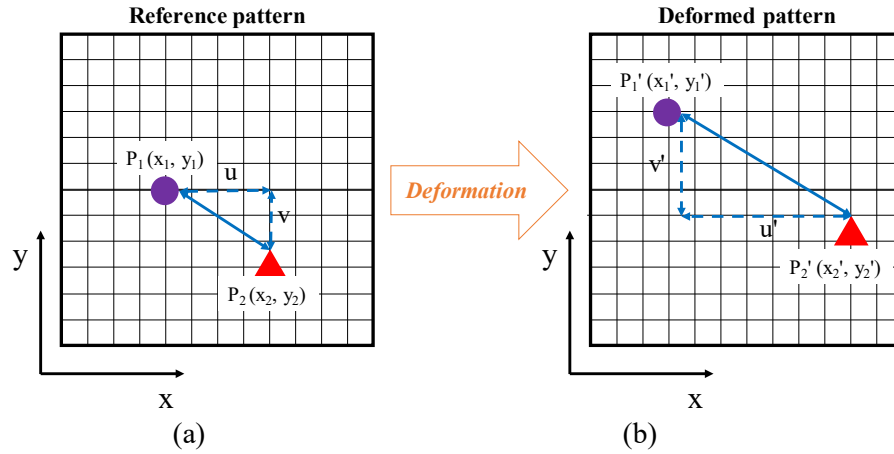 Reference pattern
Deformed pattern
P₁ (x₁, y₁)
u
v
P₂ (x₂, y₂)
y
x
(a)
Deformation
P₁' (x₁', y₁')
v'
u'
P₂' (x₂', y₂')
y
x
(b)